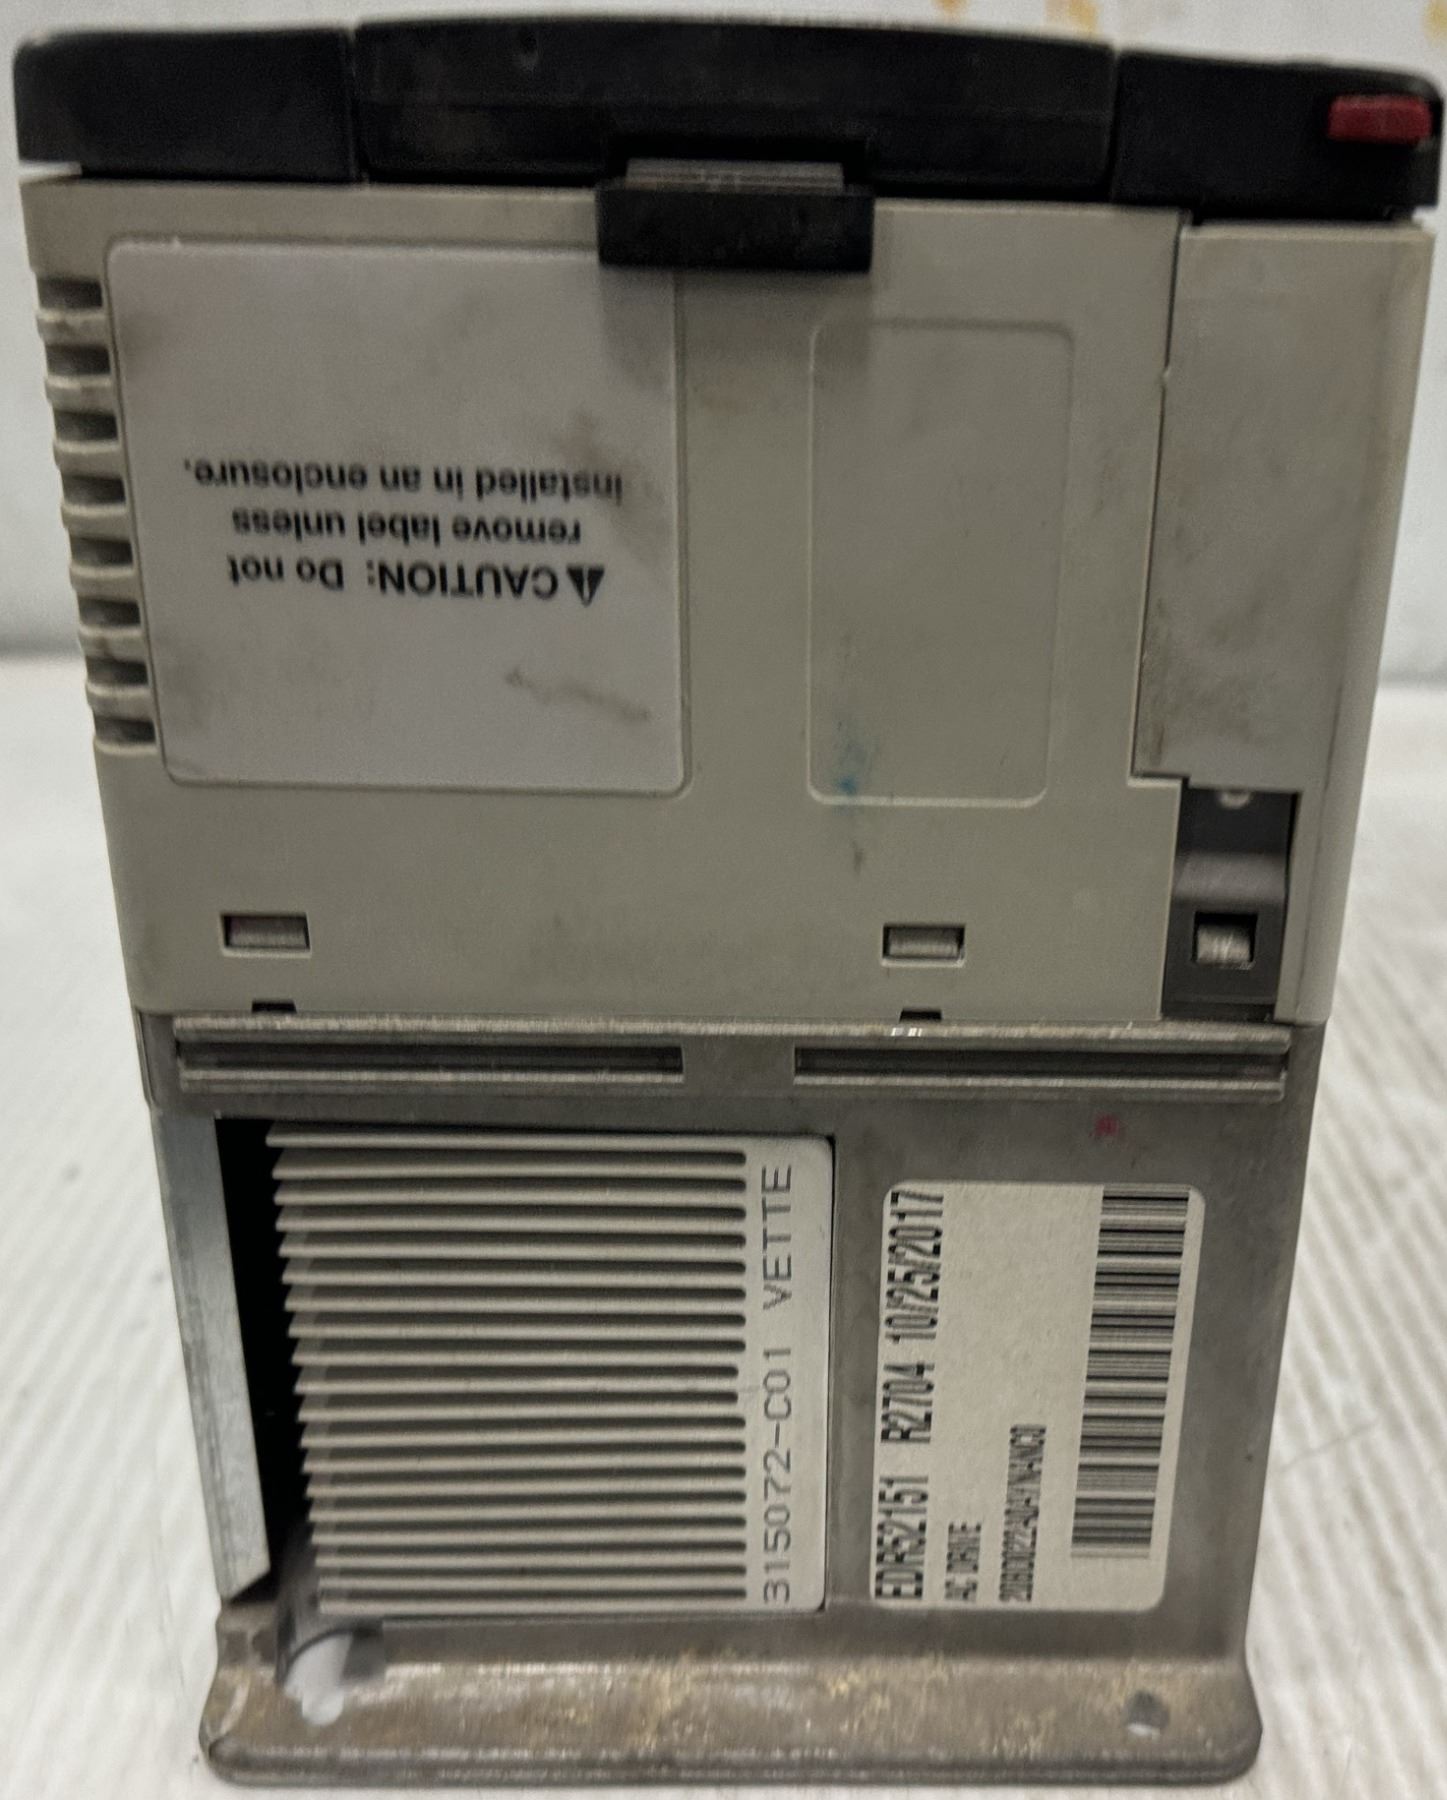 ⚠ CAUTION: Do not
remove label unless
installed in an enclosure.
315072-C01 VETTE
EDR52151 R2704 10/25/2017
AC DRIVE